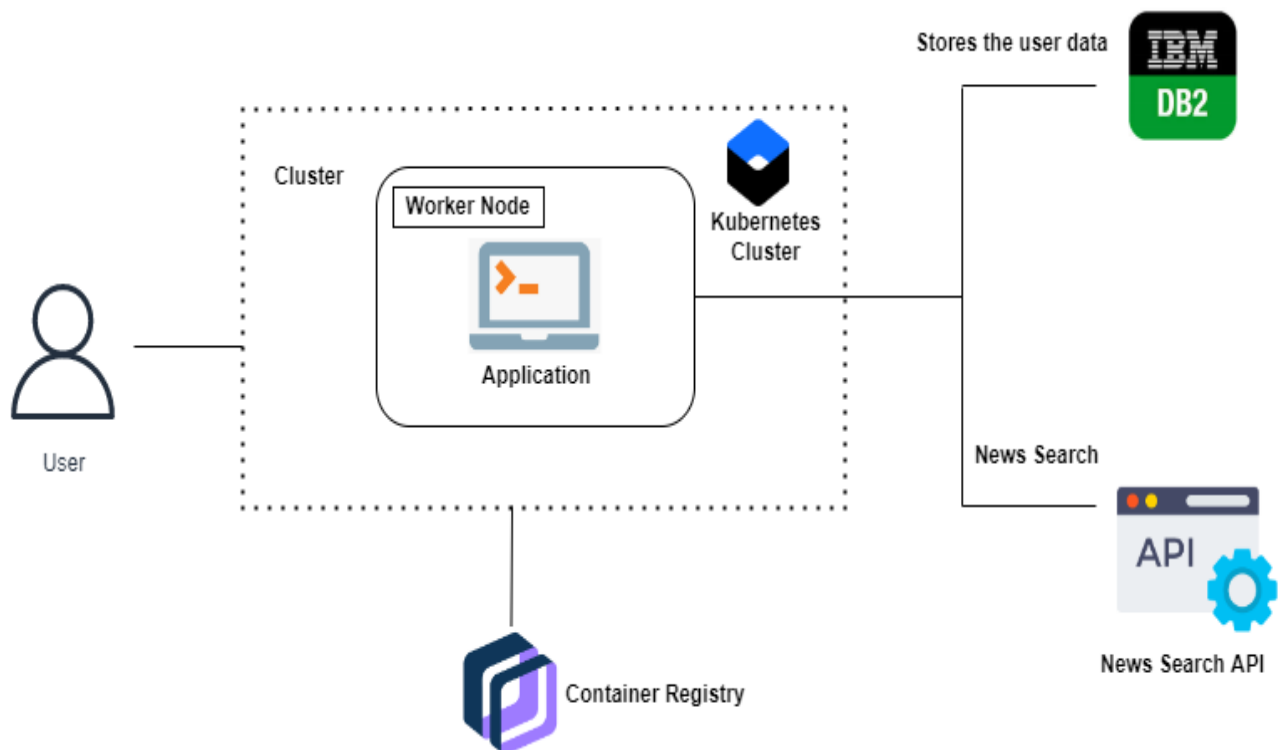 Stores the user data
IBM
DB2
Cluster
Worker Node
Kubernetes
Cluster
Application
User
News Search
API
News Search API
Container Registry